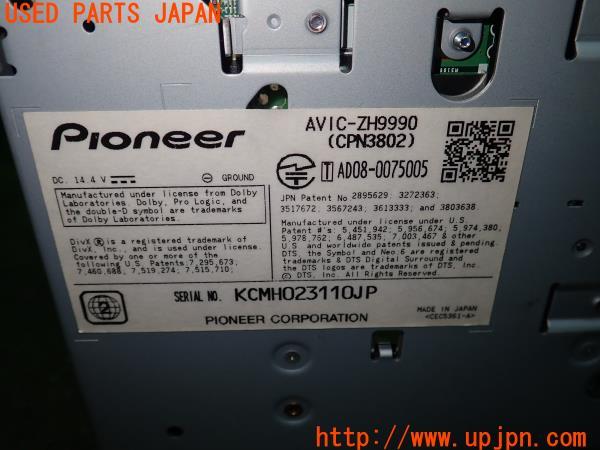 USED PARTS JAPAN
Pioneer
AVIC-ZH9990
(CPN3802)
DC. 14.4 V
GROUND
T AD08-0075005
Manufactured under license from Dolby
Laboratories. Dolby, Pro Logic, and
the double-D symbol are trademarks
of Dolby Laboratories.
JPN Patent No 2895629; 3272363;
3517672; 3567243; 3613333; and 3803638.
DivX ® is a registered trademark of
DivX, Inc., and is used under license.
Covered by one or more of the
following U.S. Patents:7,295,673;
7,460,688; 7,519,274; 7,515,710;
Manufactured under license under U.S.
Patent #'s: 5,451,942; 5,956,674; 5,974,380,
5,978,762; 6,487,535; 7,003,467 & other
U.S. and worldwide patents issued & pending.
DTS, the Symbol and Neo.6 are registered
trademarks & DTS Digital Surround and
the DTS logos are trademarks of DTS, Inc.
©DTS, Inc. All Rights Reserved.
SERIAL NO. KCMH023110JP
2
PIONEER CORPORATION
MADE IN JAPAN
<CEC5361-A>
UPJ
http://www.upjpn.com/